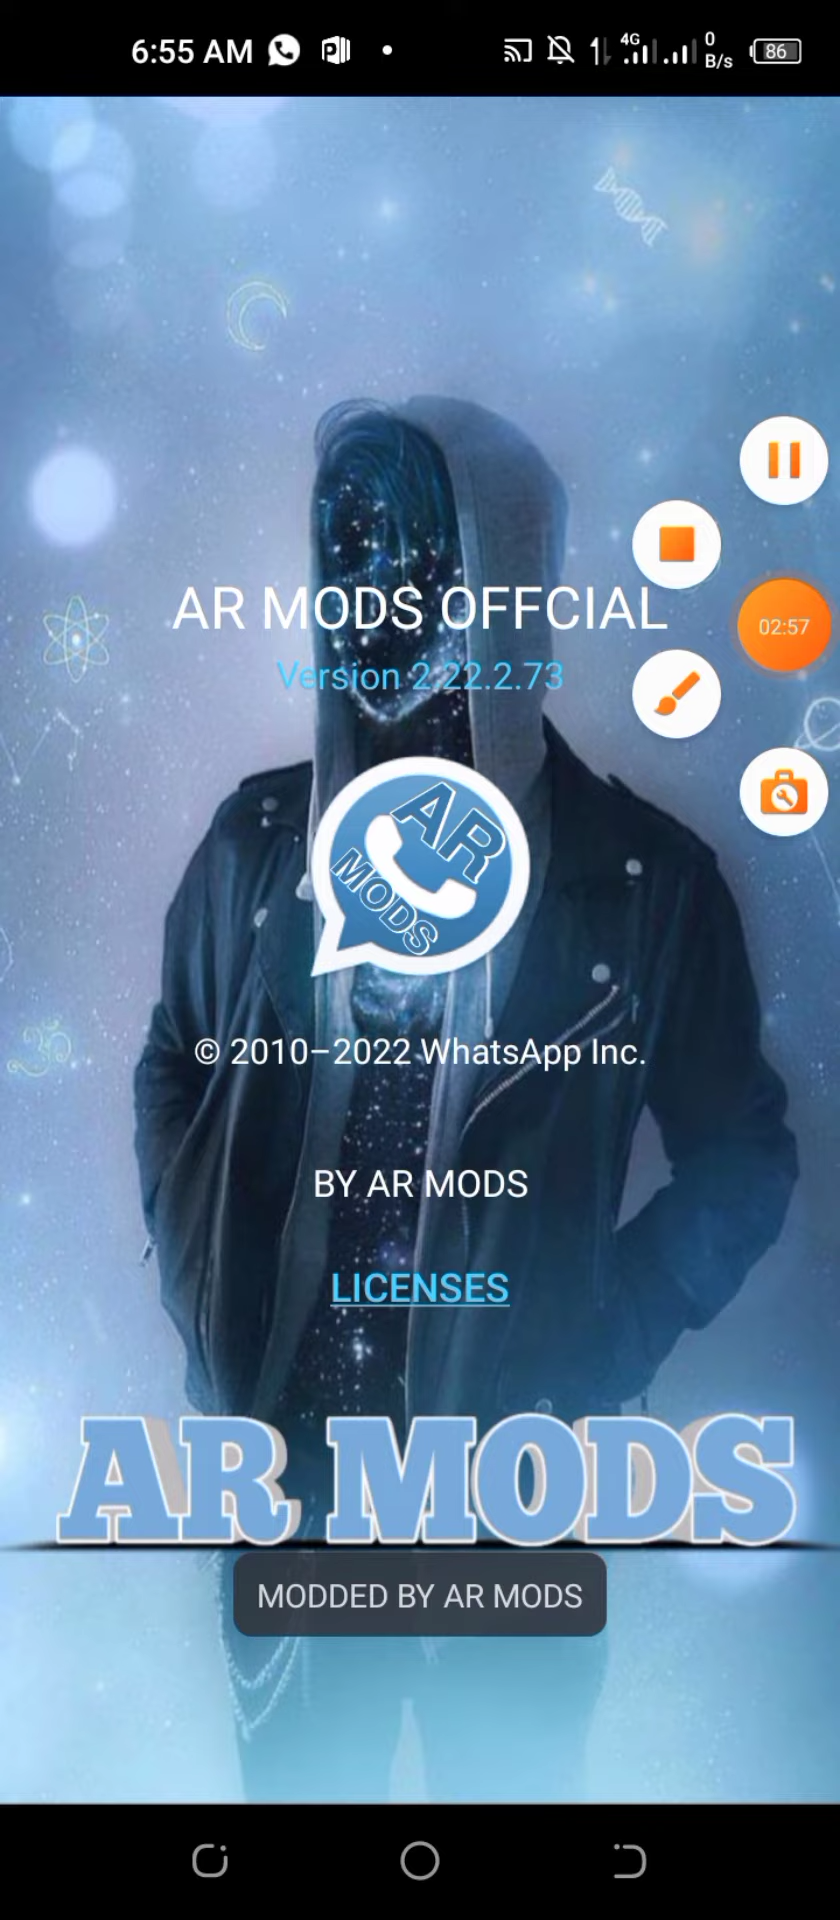 6:55 AM
4G
0
B/s
86
AR MODS OFFCIAL
02:57
Version 2.22.2.73
AR
MODS
© 2010–2022 WhatsApp Inc.
BY AR MODS
LICENSES
AR MODS
MODDED BY AR MODS